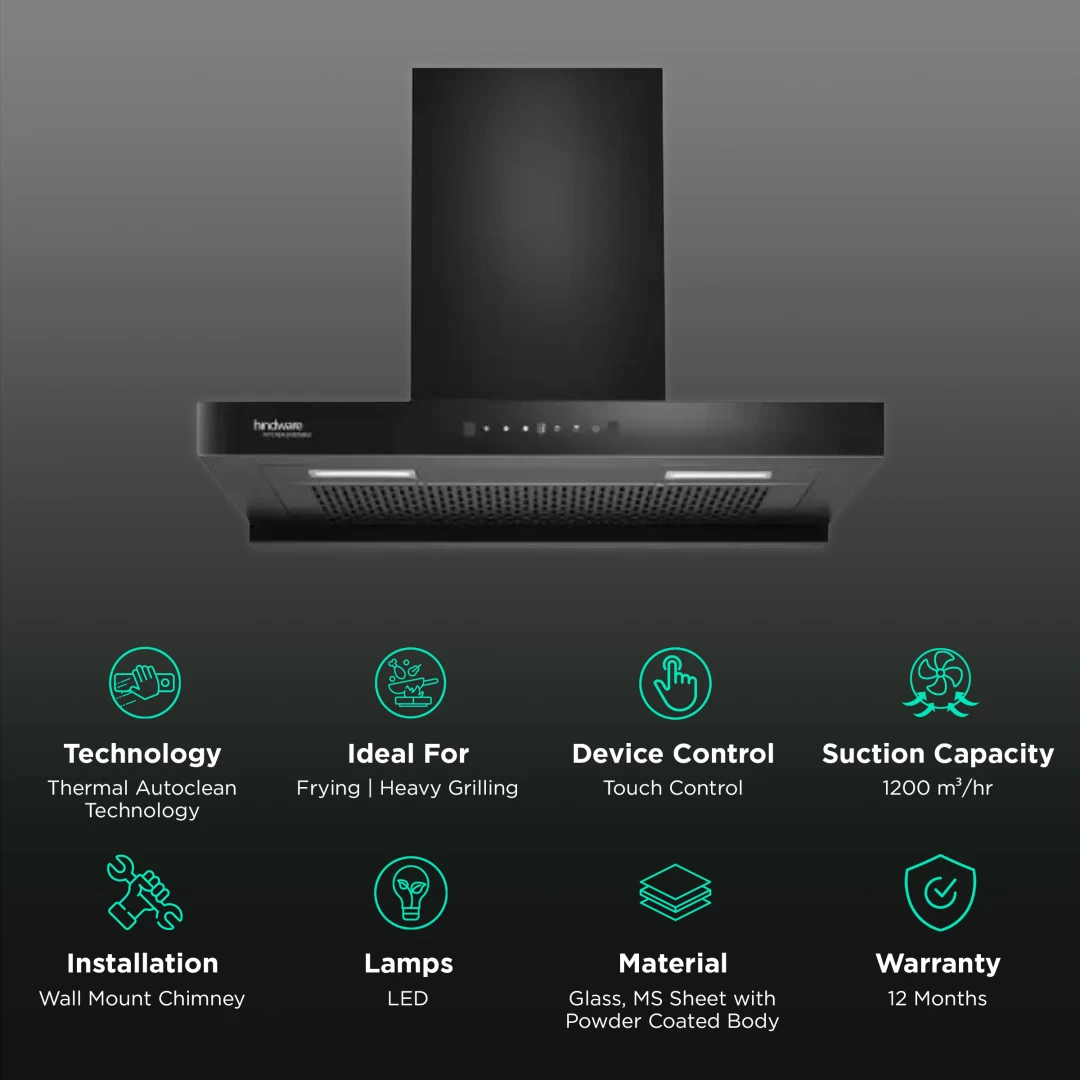 hindware
Technology
Thermal Autoclean
Technology
Ideal For
Frying | Heavy Grilling
Device Control
Touch Control
Suction Capacity
1200 m³/hr
Installation
Wall Mount Chimney
Lamps
LED
Material
Glass, MS Sheet with
Powder Coated Body
Warranty
12 Months